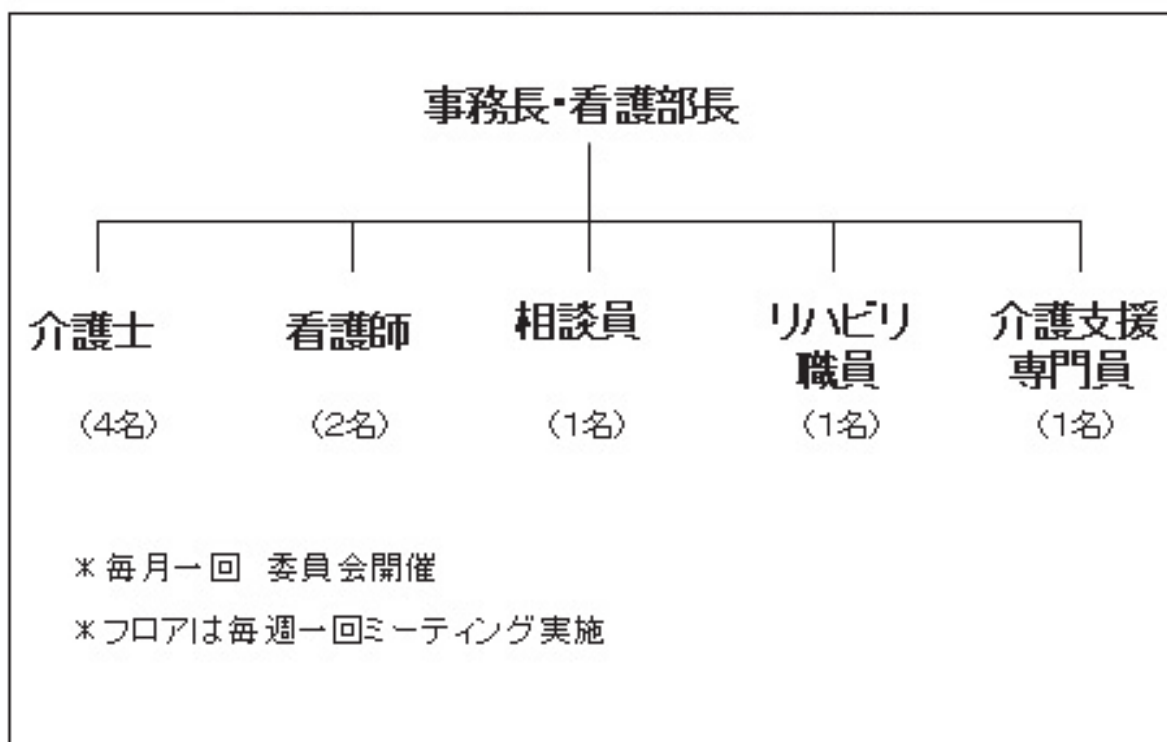 事務長・看護部長
介護士 看護師 相談員 リハビリ 介護支援
職員 専門員
（4名） （2名） （1名） （1名） （1名）
＊毎月一回 委員会開催
＊フロアは毎週一回ミーティング実施